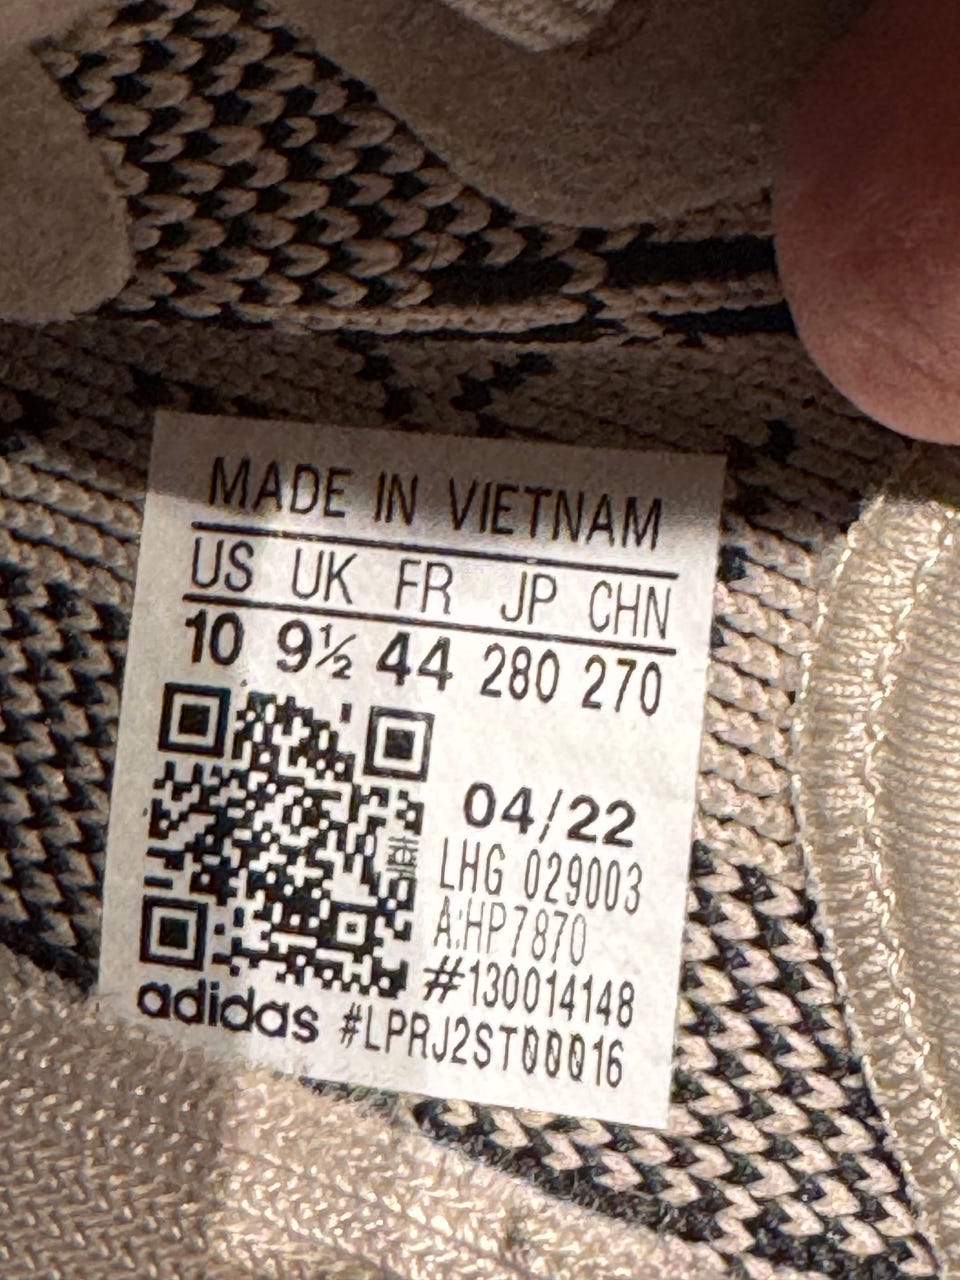 MADE IN VIETNAM
US UK FR JP CHN
10 9½ 44 280 270
04/22
LHG 029003
A:HP7870
#130014148
adidas #LPRJ2ST00016